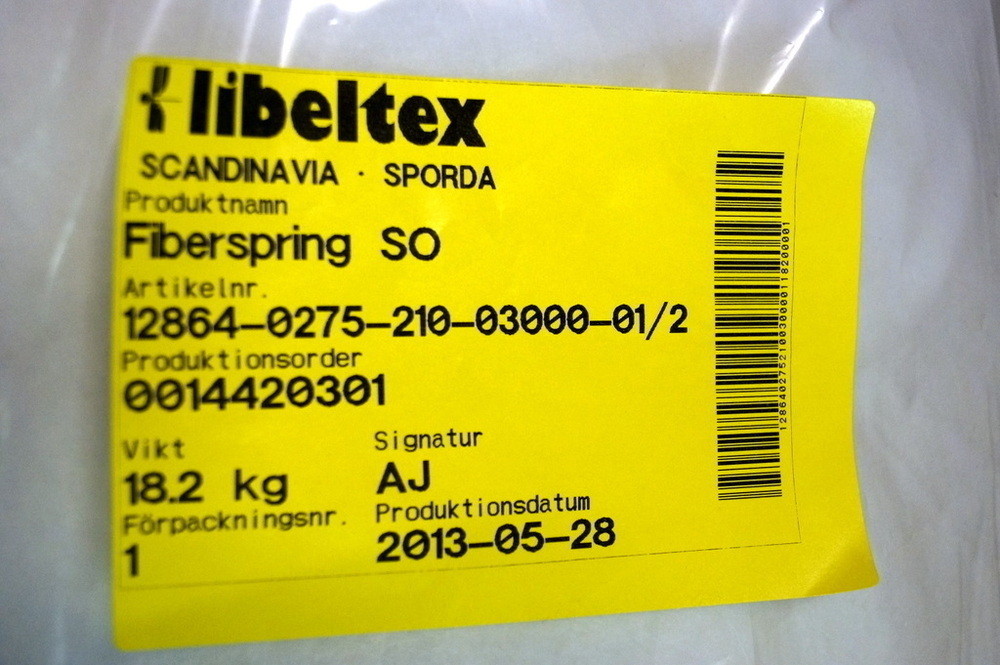 libeltex
SCANDINAVIA · SPORDA
Produktnamn
Fiberspring SO
Artikelnr.
12864-0275-210-03000-01/2
Produktionsorder
0014420301
Vikt
18.2 kg
Signatur
AJ
Förpackningsnr.
1
Produktionsdatum
2013-05-28
128640275210030000118200001